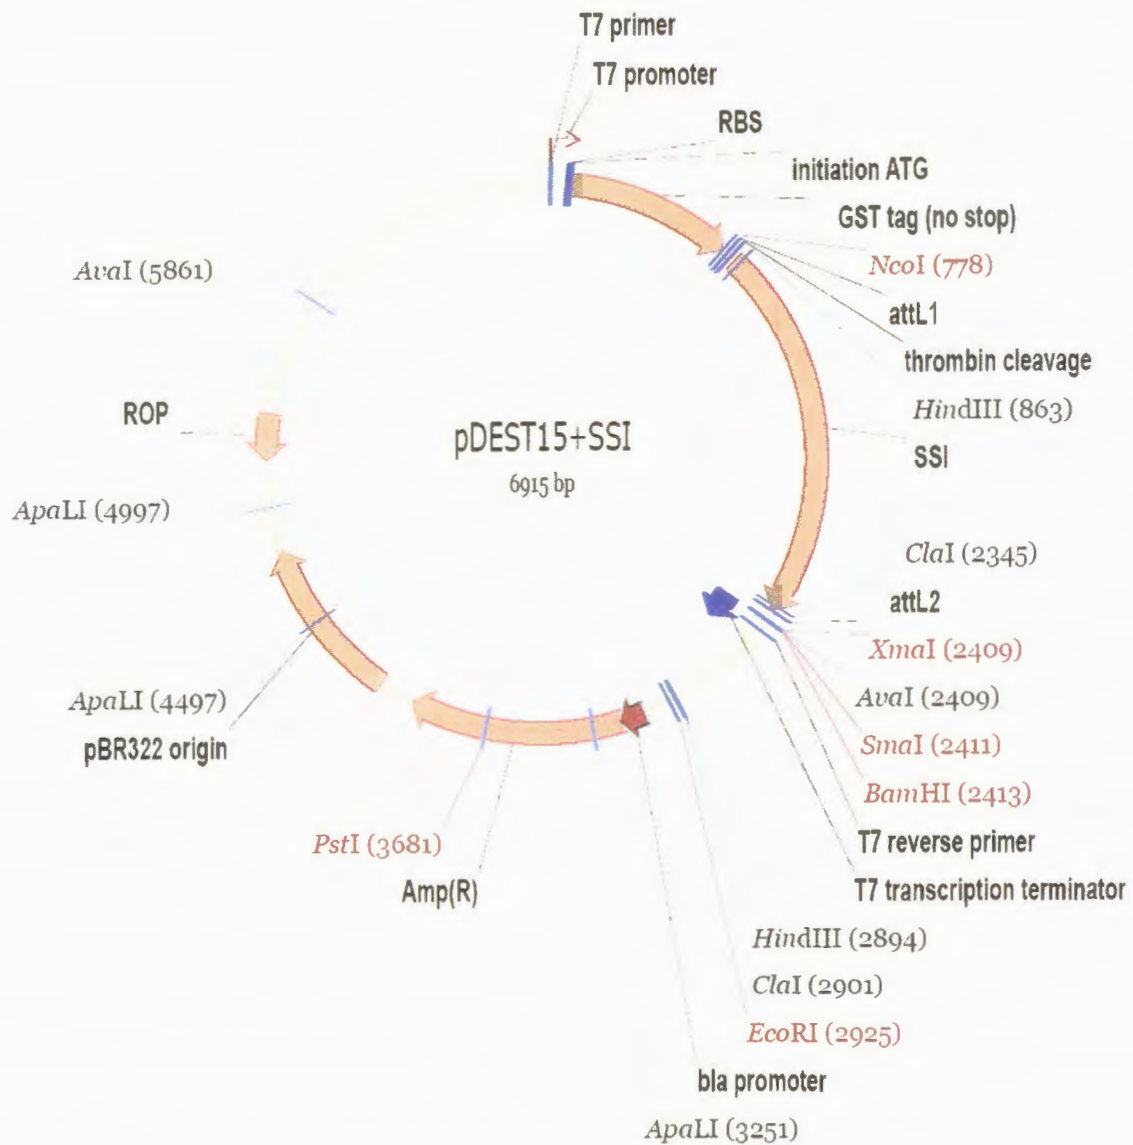 T7 primer
T7 promoter
RBS
initiation ATG
GST tag (no stop)
NcoI (778)
attL1
thrombin cleavage
HindIII (863)
SSI
ClaI (2345)
attL2
XmaI (2409)
AvaI (2409)
SmaI (2411)
BamHI (2413)
T7 reverse primer
T7 transcription terminator
HindIII (2894)
ClaI (2901)
EcoRI (2925)
bla promoter
ApaLI (3251)
PstI (3681)
Amp(R)
ApaLI (4497)
pBR322 origin
ApaLI (4997)
ROP
AvaI (5861)
pDEST15+SSI
6915 bp